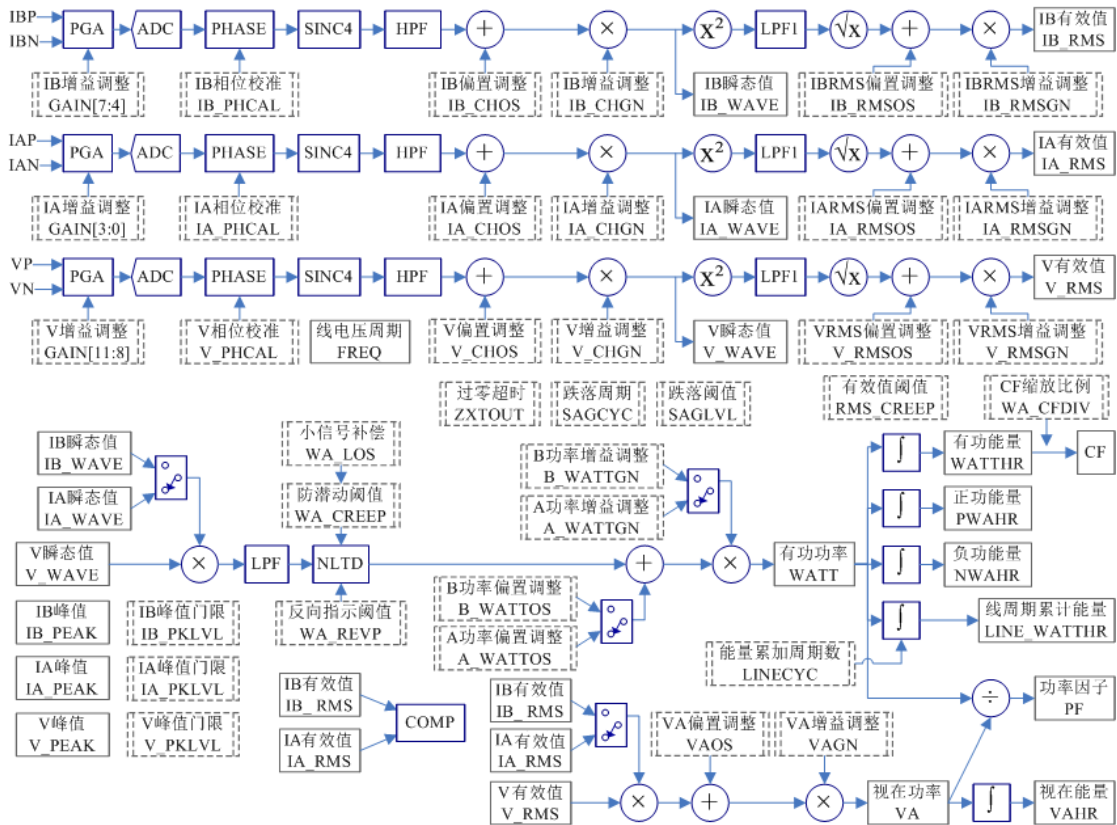 IBP
IBN
PGA
ADC
PHASE
SINC4
HPF
+
×
X²
LPF1
√x
+
×
IB有效值
IB_RMS
IB增益调整
GAIN[7:4]
IB相位校准
IB_PHCAL
IB偏置调整
IB_CHOS
IB增益调整
IB_CHGN
IB瞬态值
IB_WAVE
IBRMS偏置调整
IB_RMSOS
IBRMS增益调整
IB_RMSGN
IAP
IAN
PGA
ADC
PHASE
SINC4
HPF
+
×
X²
LPF1
√x
+
×
IA有效值
IA_RMS
IA增益调整
GAIN[3:0]
IA相位校准
IA_PHCAL
IA偏置调整
IA_CHOS
IA增益调整
IA_CHGN
IA瞬态值
IA_WAVE
IARMS偏置调整
IA_RMSOS
IARMS增益调整
IA_RMSGN
VP
VN
PGA
ADC
PHASE
SINC4
HPF
+
×
X²
LPF1
√x
+
×
V有效值
V_RMS
V增益调整
GAIN[11:8]
V相位校准
V_PHCAL
线电压周期
FREQ
V偏置调整
V_CHOS
V增益调整
V_CHGN
V瞬态值
V_WAVE
VRMS偏置调整
V_RMSOS
VRMS增益调整
V_RMSGN
过零超时
ZXTOUT
跌落周期
SAGCYC
跌落阈值
SAGLVL
有效值阈值
RMS_CREEP
CF缩放比例
WA_CFDIV
IB瞬态值
IB_WAVE
IA瞬态值
IA_WAVE
V瞬态值
V_WAVE
×
LPF
小信号补偿
WA_LOS
防潜动阈值
WA_CREEP
NLTD
反向指示阈值
WA_REVP
B功率增益调整
B_WATTGN
A功率增益调整
A_WATTGN
+
×
B功率偏置调整
B_WATTOS
A功率偏置调整
A_WATTOS
有功功率
WATT
∫
有功能量
WATTHR
CF
∫
正功能量
PWAHR
∫
负功能量
NWAHR
∫
线周期累计能量
LINE_WATTHR
能量累加周期数
LINECYC
÷
功率因子
PF
IB峰值
IB_PEAK
IB峰值门限
IB_PKLVL
IA峰值
IA_PEAK
IA峰值门限
IA_PKLVL
V峰值
V_PEAK
V峰值门限
V_PKLVL
IB有效值
IB_RMS
IA有效值
IA_RMS
COMP
IB有效值
IB_RMS
IA有效值
IA_RMS
V有效值
V_RMS
×
VA偏置调整
VAOS
+
VA增益调整
VAGN
×
视在功率
VA
∫
视在能量
VAHR